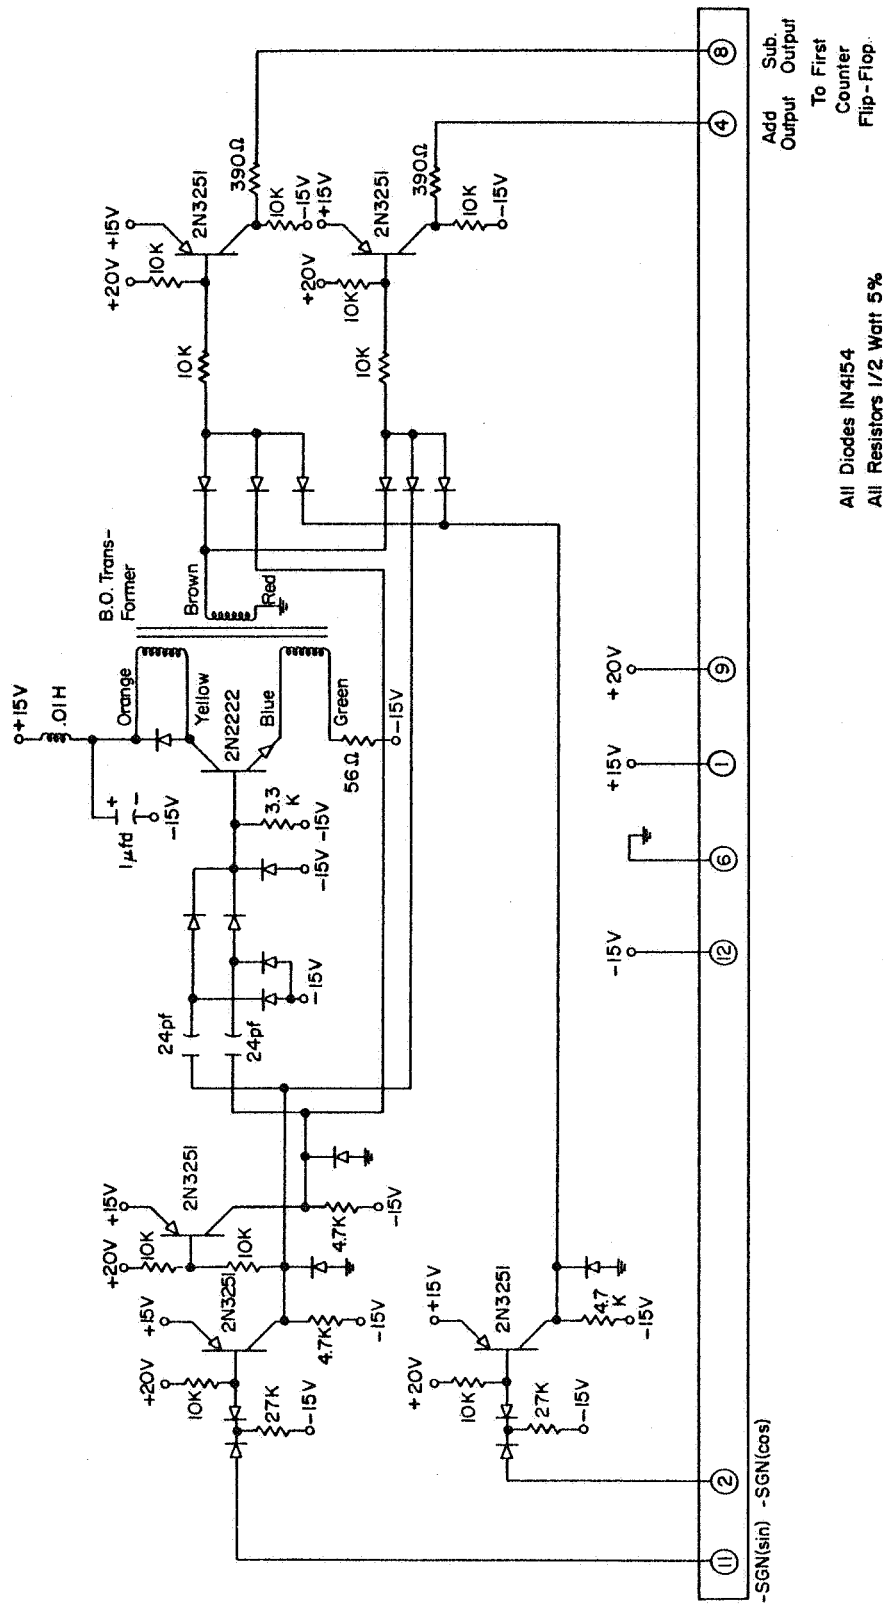 +15V
.01H
1μfd
+
−
-15V
Orange
Yellow
Blue
Green
B.O. Trans-
Former
Brown
Red
2N2222
56Ω
-15V
3.3
K
-15V
-15V
-15V
24pf
24pf
+20V
+15V
10K
2N3251
10K
390Ω
10K
-15V
+15V
2N3251
+20V
10K
10K
390Ω
10K
-15V
+15V
2N3251
+20V
10K
10K
4.7K
-15V
+15V
2N3251
+20V
10K
27K
-15V
4.7K
-15V
+15V
2N3251
+20V
10K
27K
-15V
4.7
K
-15V
-15V
+15V
+20V
11
2
12
6
1
9
4
8
-SGN(sin)
-SGN(cos)
Add
Output
Sub.
Output
To First
Counter
Flip-Flop.
All Diodes 1N4154
All Resistors 1/2 Watt 5%